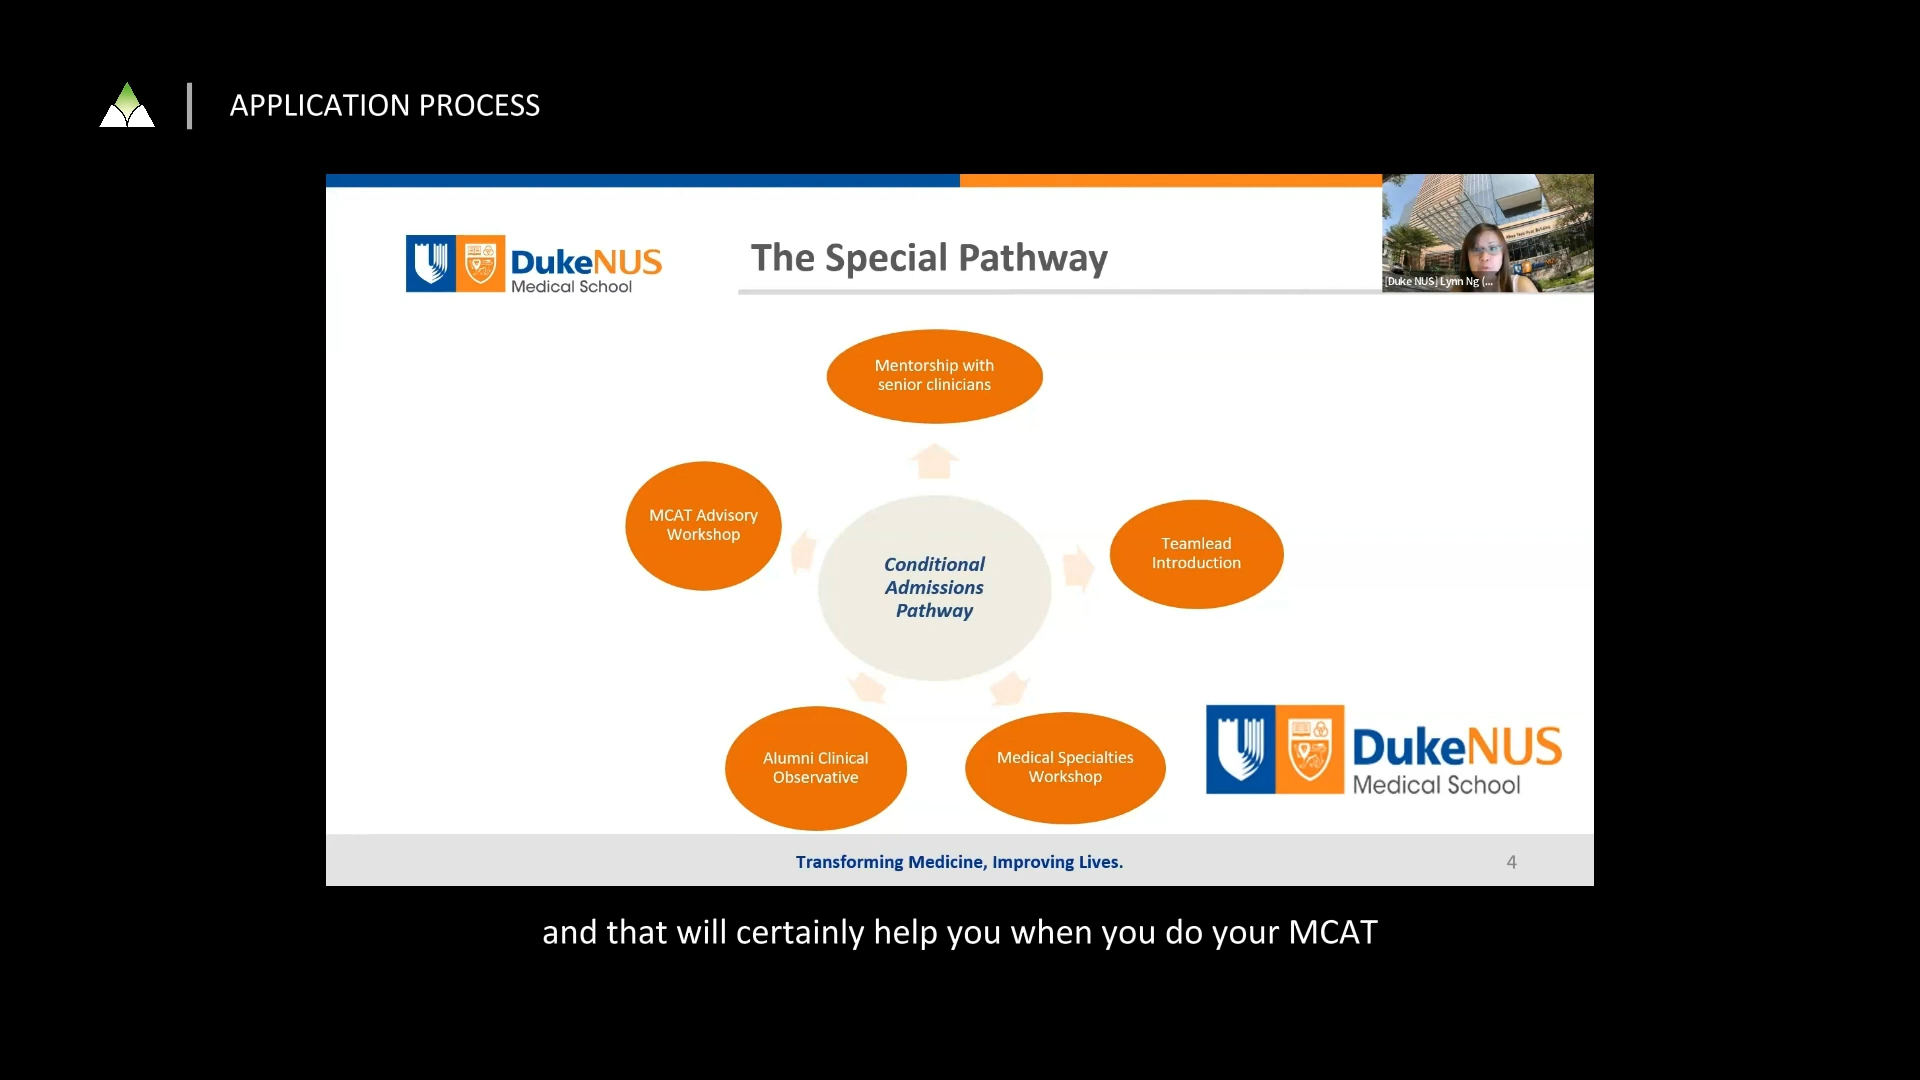 APPLICATION PROCESS
DukeNUS
Medical School
The Special Pathway
[Duke NUS] Lynn Ng (...
Mentorship with
senior clinicians
MCAT Advisory
Workshop
Teamlead
Introduction
Conditional
Admissions
Pathway
Alumni Clinical
Observative
Medical Specialties
Workshop
DukeNUS
Medical School
Transforming Medicine, Improving Lives.
4
and that will certainly help you when you do your MCAT